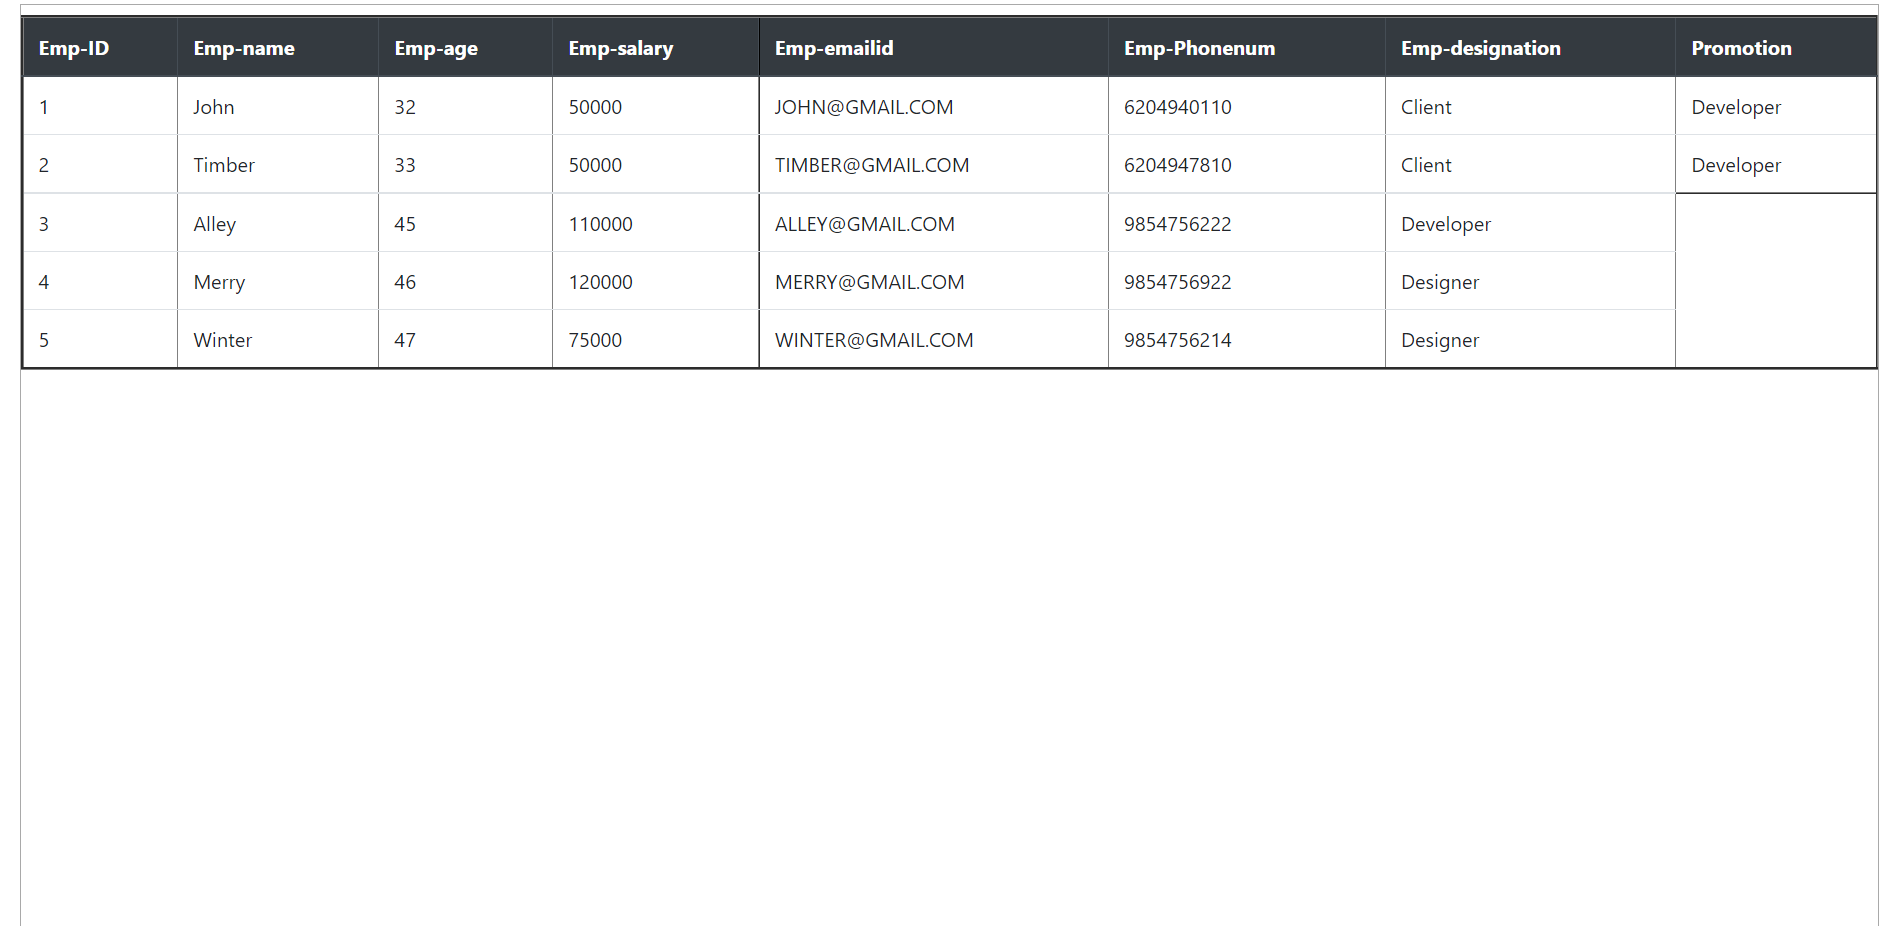 Emp-ID Emp-name Emp-age Emp-salary Emp-emailid Emp-Phonenum Emp-designation Promotion
1 John 32 50000 JOHN@GMAIL.COM 6204940110 Client Developer
2 Timber 33 50000 TIMBER@GMAIL.COM 6204947810 Client Developer
3 Alley 45 110000 ALLEY@GMAIL.COM 9854756222 Developer
4 Merry 46 120000 MERRY@GMAIL.COM 9854756922 Designer
5 Winter 47 75000 WINTER@GMAIL.COM 9854756214 Designer